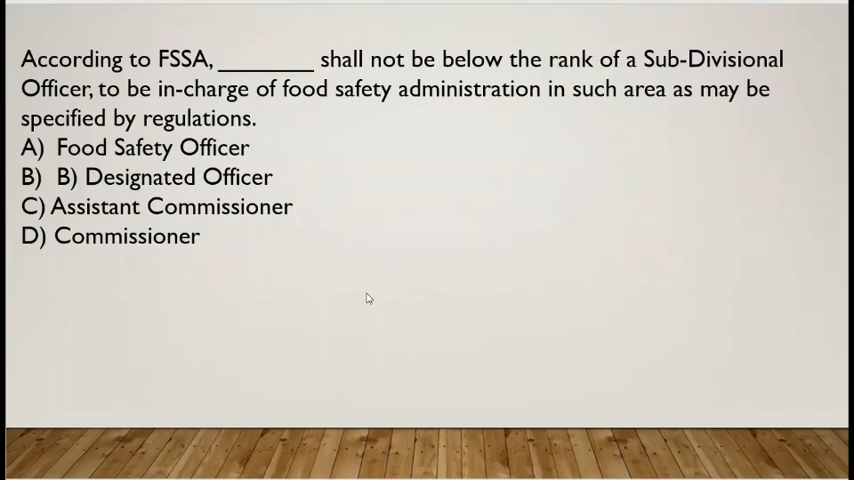 According to FSSA, ________ shall not be below the rank of a Sub-Divisional
Officer, to be in-charge of food safety administration in such area as may be
specified by regulations.
A) Food Safety Officer
B) B) Designated Officer
C) Assistant Commissioner
D) Commissioner